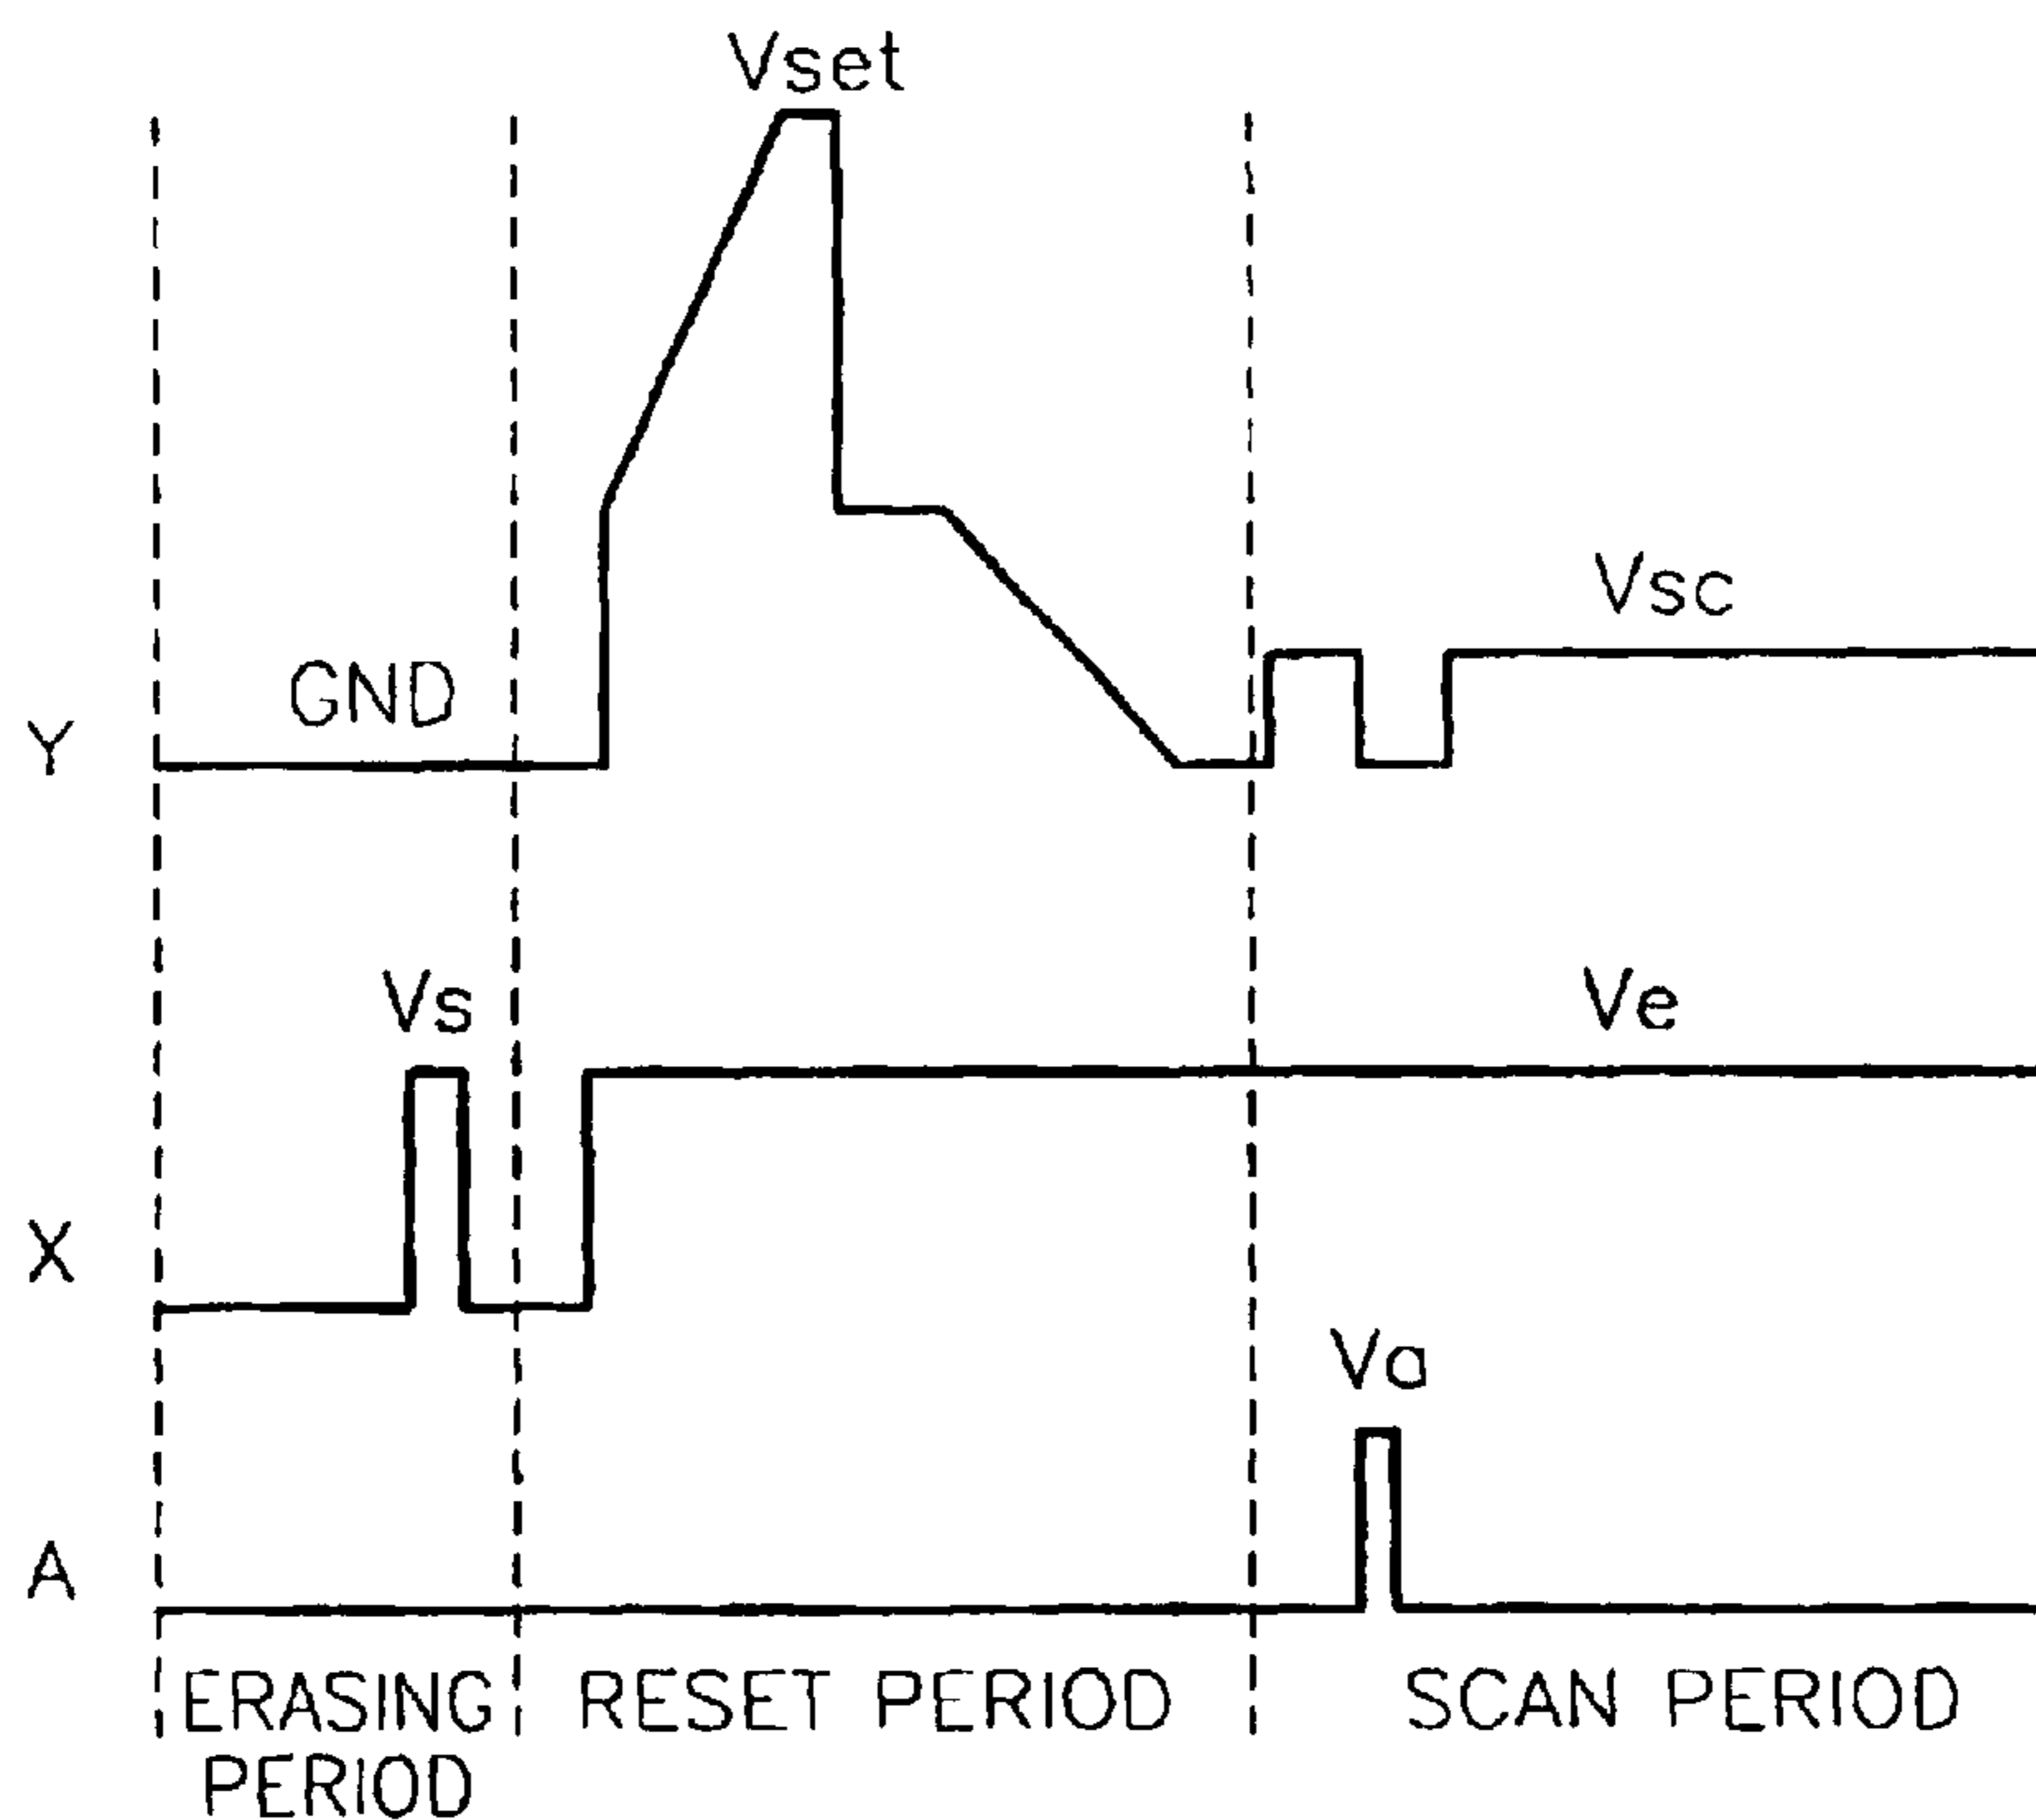 Vset
Vsc
GND
Y
Vs
Ve
X
Va
A
ERASING PERIOD
RESET PERIOD
SCAN PERIOD